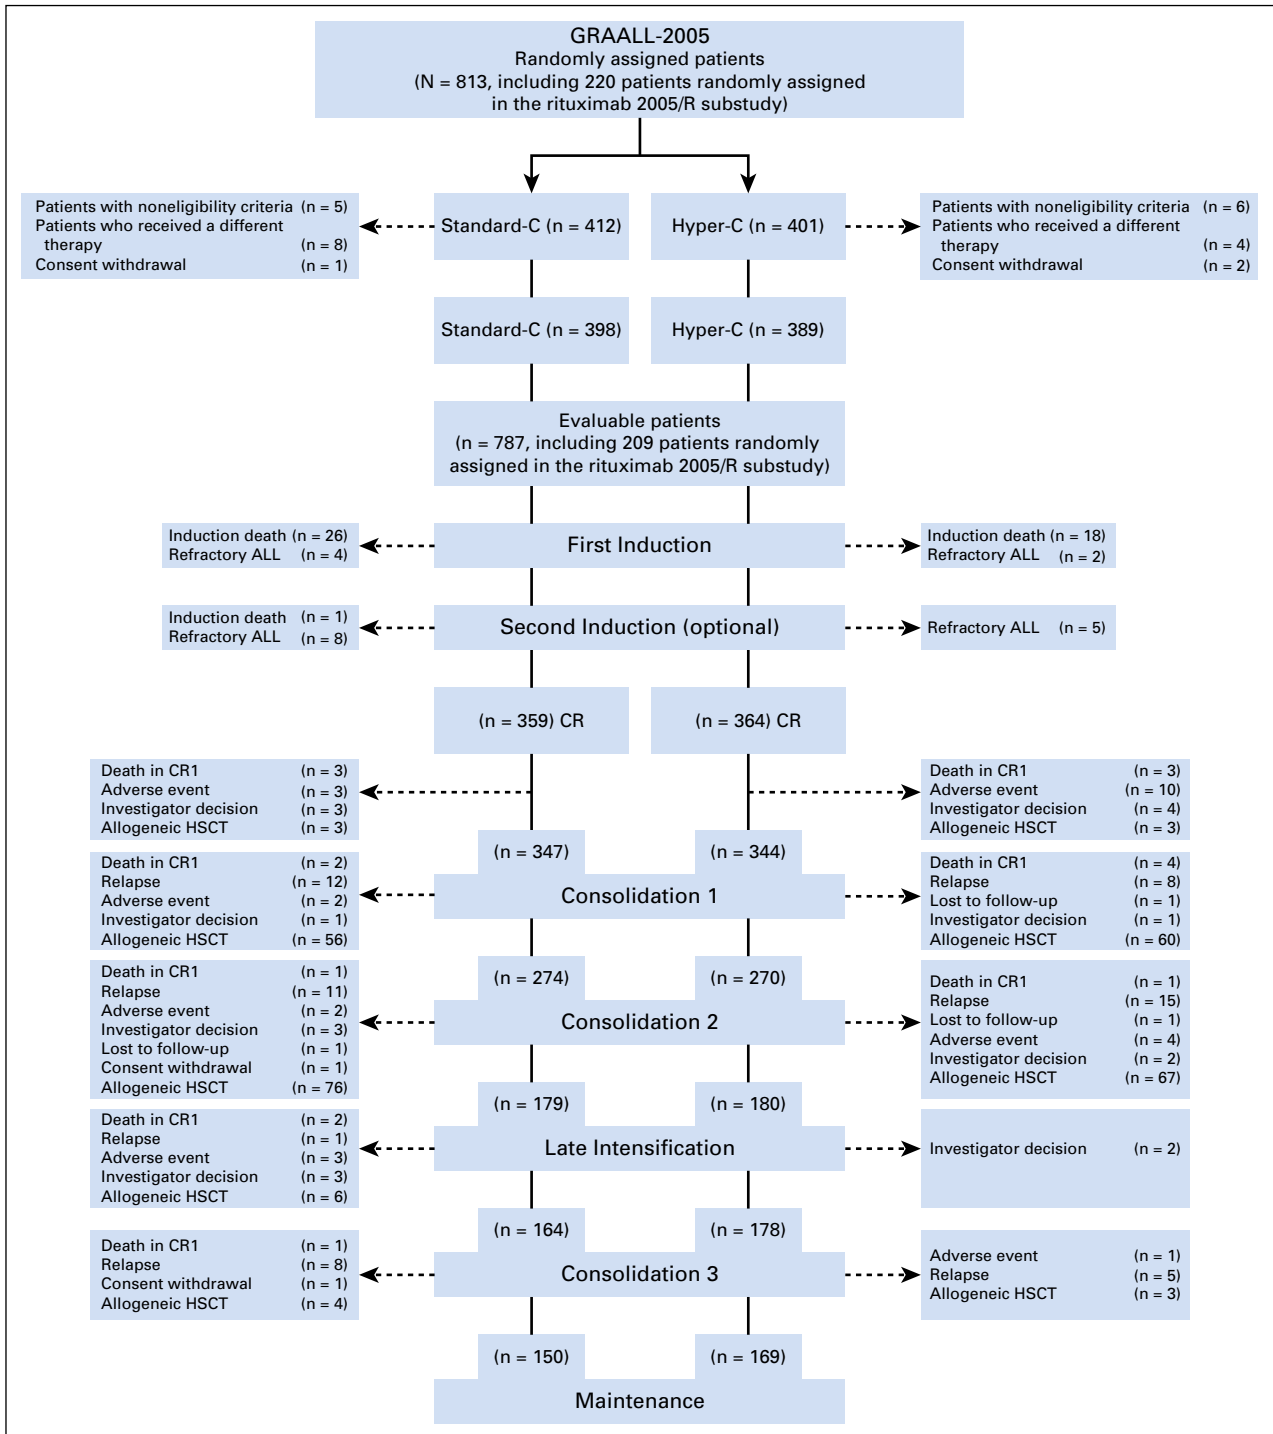 GRAALL-2005
Randomly assigned patients
(N = 813, including 220 patients randomly assigned
in the rituximab 2005/R substudy)
Patients with noneligibility criteria (n = 5)
Patients who received a different
therapy (n = 8)
Consent withdrawal (n = 1)
Standard-C (n = 412)
Hyper-C (n = 401)
Patients with noneligibility criteria (n = 6)
Patients who received a different
therapy (n = 4)
Consent withdrawal (n = 2)
Standard-C (n = 398)
Hyper-C (n = 389)
Evaluable patients
(n = 787, including 209 patients randomly
assigned in the rituximab 2005/R substudy)
Induction death (n = 26)
Refractory ALL (n = 4)
First Induction
Induction death (n = 18)
Refractory ALL (n = 2)
Induction death (n = 1)
Refractory ALL (n = 8)
Second Induction (optional)
Refractory ALL (n = 5)
(n = 359) CR
(n = 364) CR
Death in CR1 (n = 3)
Adverse event (n = 3)
Investigator decision (n = 3)
Allogeneic HSCT (n = 3)
Death in CR1 (n = 3)
Adverse event (n = 10)
Investigator decision (n = 4)
Allogeneic HSCT (n = 3)
(n = 347)
(n = 344)
Death in CR1 (n = 2)
Relapse (n = 12)
Adverse event (n = 2)
Investigator decision (n = 1)
Allogeneic HSCT (n = 56)
Consolidation 1
Death in CR1 (n = 4)
Relapse (n = 8)
Lost to follow-up (n = 1)
Investigator decision (n = 1)
Allogeneic HSCT (n = 60)
(n = 274)
(n = 270)
Death in CR1 (n = 1)
Relapse (n = 11)
Adverse event (n = 2)
Investigator decision (n = 3)
Lost to follow-up (n = 1)
Consent withdrawal (n = 1)
Allogeneic HSCT (n = 76)
Consolidation 2
Death in CR1 (n = 1)
Relapse (n = 15)
Lost to follow-up (n = 1)
Adverse event (n = 4)
Investigator decision (n = 2)
Allogeneic HSCT (n = 67)
(n = 179)
(n = 180)
Death in CR1 (n = 2)
Relapse (n = 1)
Adverse event (n = 3)
Investigator decision (n = 3)
Allogeneic HSCT (n = 6)
Late Intensification
Investigator decision (n = 2)
(n = 164)
(n = 178)
Death in CR1 (n = 1)
Relapse (n = 8)
Consent withdrawal (n = 1)
Allogeneic HSCT (n = 4)
Consolidation 3
Adverse event (n = 1)
Relapse (n = 5)
Allogeneic HSCT (n = 3)
(n = 150)
(n = 169)
Maintenance